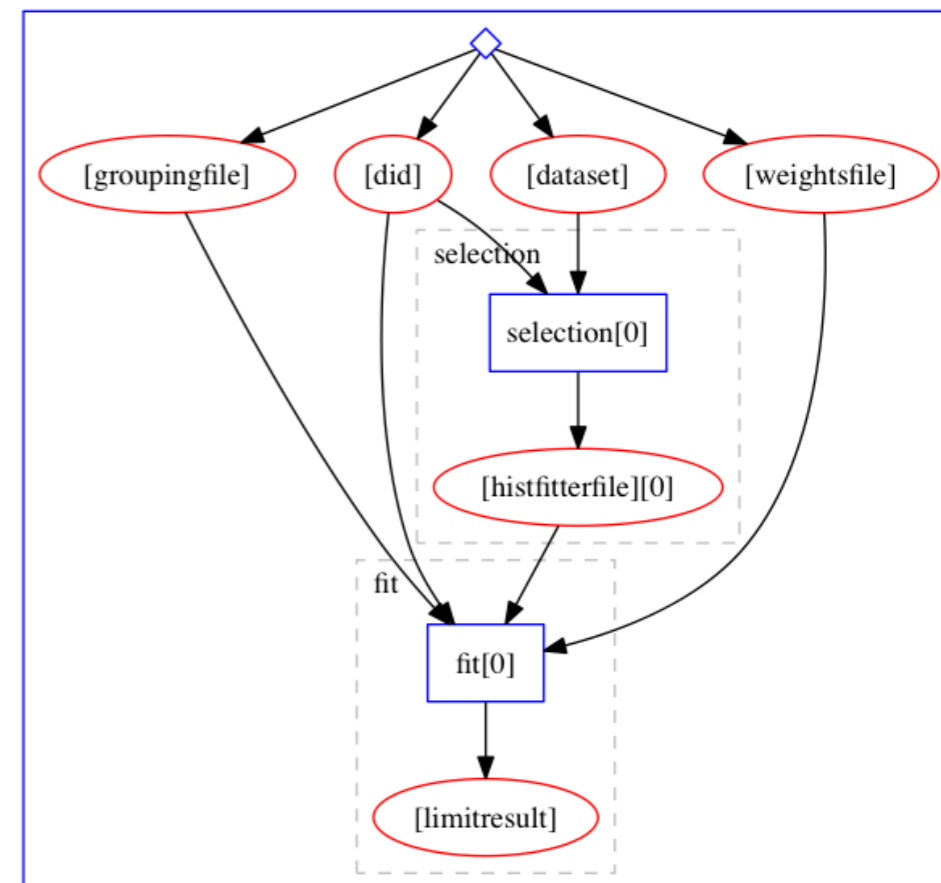 [groupingfile]
[did]
[dataset]
[weightsfile]
selection
selection[0]
[histfitterfile][0]
fit
fit[0]
[limitresult]